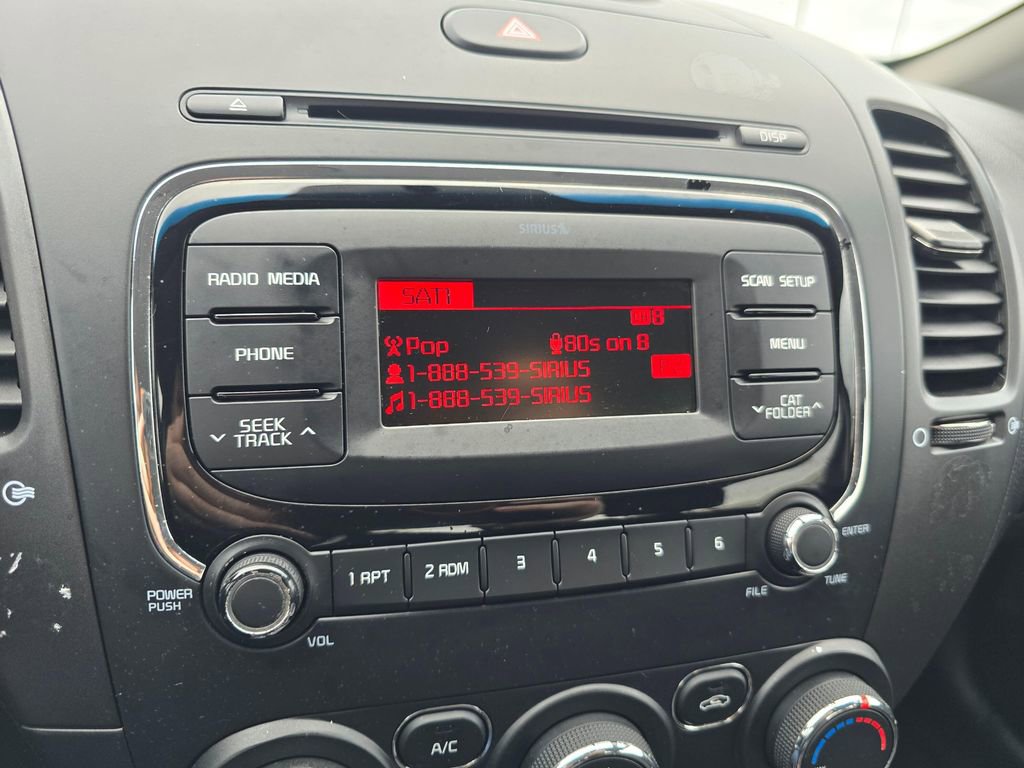 DISP
SIRIUS
RADIO MEDIA
SCAN SETUP
SAT1
8
PHONE
Pop
80s on 8
MENU
1-888-539-SIRIUS
1-888-539-SIRIUS
SEEK
TRACK
CAT
FOLDER
1 RPT
2 RDM
3
4
5
6
ENTER
TUNE
FILE
POWER
PUSH
VOL
A/C